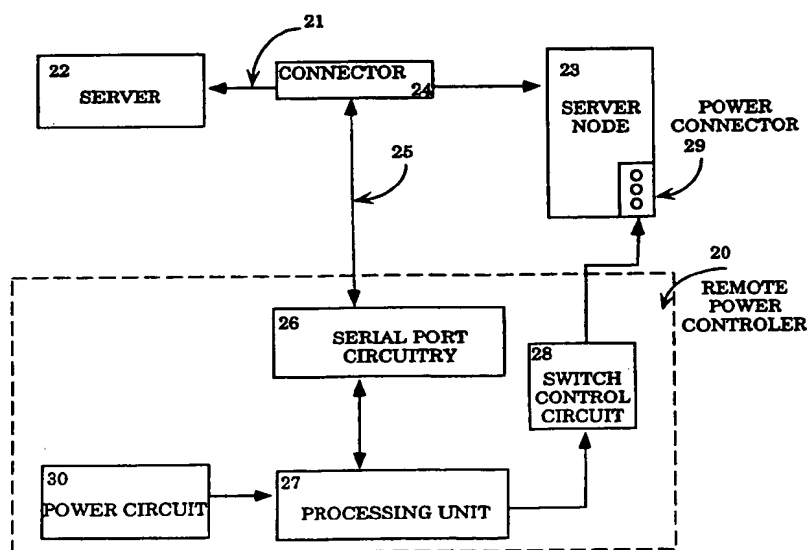 21
22
SERVER
CONNECTOR
24
23
SERVER
NODE
POWER
CONNECTOR
29
25
20
REMOTE
POWER
CONTROLER
26
SERIAL PORT
CIRCUITRY
28
SWITCH
CONTROL
CIRCUIT
30
POWER CIRCUIT
27
PROCESSING UNIT